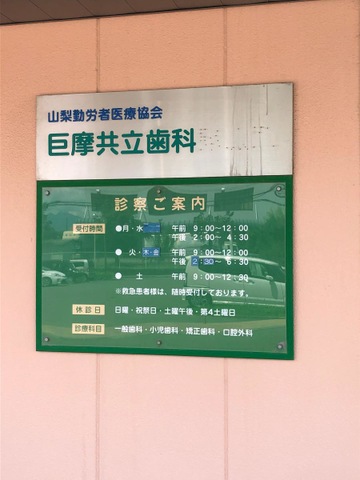 山梨勤労者医療協会
巨摩共立歯科
診察ご案内
受付時間 ●月・水 午前 9:00〜12:00
午後 2:00〜 4:30
●火・木・金 午前 9:00〜12:00
午後 2:30〜 6:30
●土 午前 9:00〜12:30
※救急患者様は、随時受付しております。
休診日 日曜・祝祭日・土曜午後・第4土曜日
診療科目 一般歯科・小児歯科・矯正歯科・口腔外科